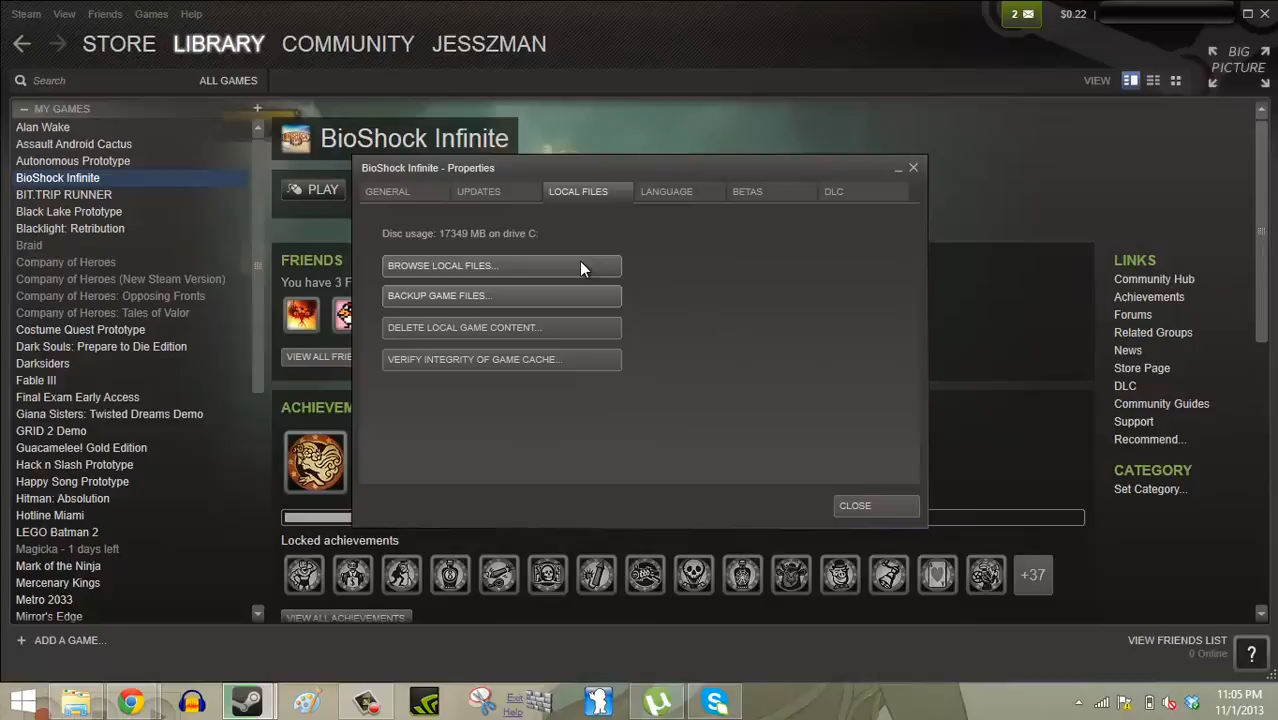 Steam View Friends Games Help
2 $0.22
STORE LIBRARY COMMUNITY JESSZMAN
BIG PICTURE
Search ALL GAMES VIEW
MY GAMES
Alan Wake
Assault Android Cactus
Autonomous Prototype
BioShock Infinite
BIT.TRIP RUNNER
Black Lake Prototype
Blacklight: Retribution
Braid
Company of Heroes
Company of Heroes (New Steam Version)
Company of Heroes: Opposing Fronts
Company of Heroes: Tales of Valor
Costume Quest Prototype
Dark Souls: Prepare to Die Edition
Darksiders
Fable III
Final Exam Early Access
Giana Sisters: Twisted Dreams Demo
GRID 2 Demo
Guacamelee! Gold Edition
Hack n Slash Prototype
Happy Song Prototype
Hitman: Absolution
Hotline Miami
LEGO Batman 2
Magicka - 1 days left
Mark of the Ninja
Mercenary Kings
Metro 2033
Mirror's Edge
BioShock Infinite
PLAY
FRIENDS
You have 3 F
VIEW ALL FRIE
ACHIEVEM
Locked achievements
+37
VIEW ALL ACHIEVEMENTS
BioShock Infinite - Properties
GENERAL UPDATES LOCAL FILES LANGUAGE BETAS DLC
Disc usage: 17349 MB on drive C:
BROWSE LOCAL FILES...
BACKUP GAME FILES...
DELETE LOCAL GAME CONTENT...
VERIFY INTEGRITY OF GAME CACHE...
CLOSE
LINKS
Community Hub
Achievements
Forums
Related Groups
News
Store Page
DLC
Community Guides
Support
Recommend...
CATEGORY
Set Category...
ADD A GAME...
VIEW FRIENDS LIST
0 Online
?
Exit
Help
11:05 PM
11/1/2013